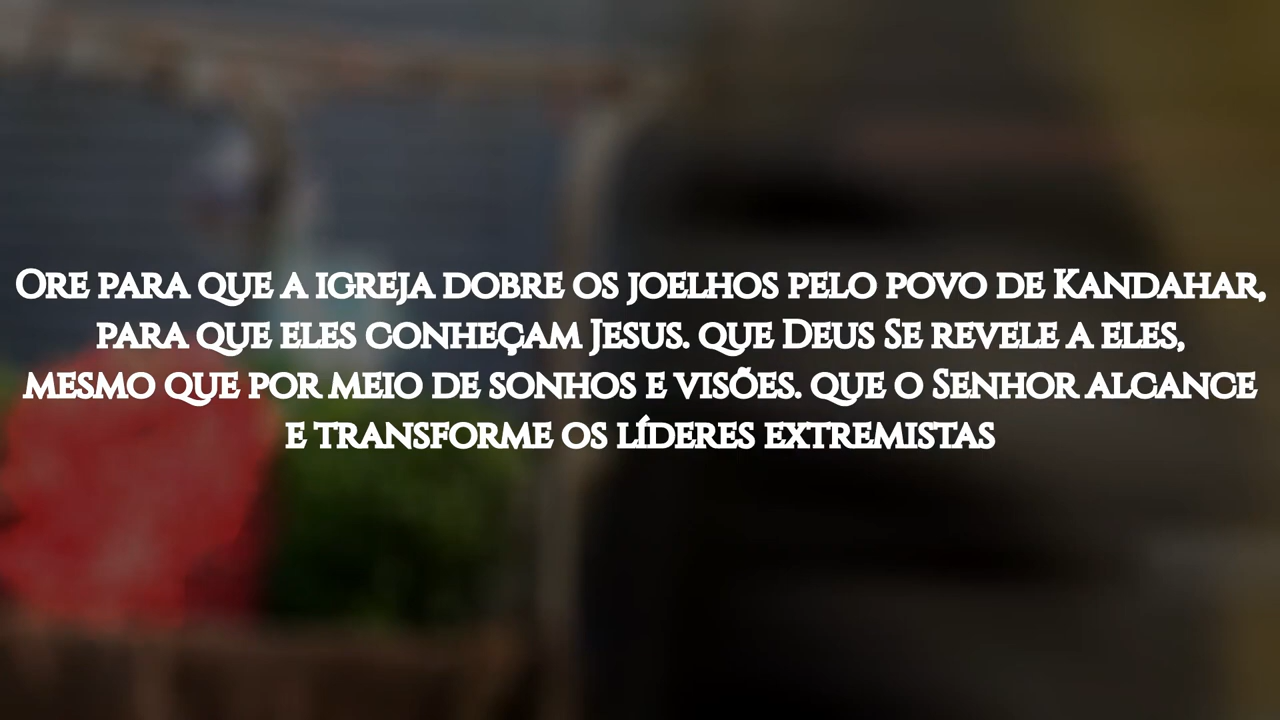 Ore para que a igreja dobre os joelhos pelo povo de Kandahar,
para que eles conheçam Jesus. que Deus Se revele a eles,
mesmo que por meio de sonhos e visões. que o Senhor alcance
e transforme os líderes extremistas